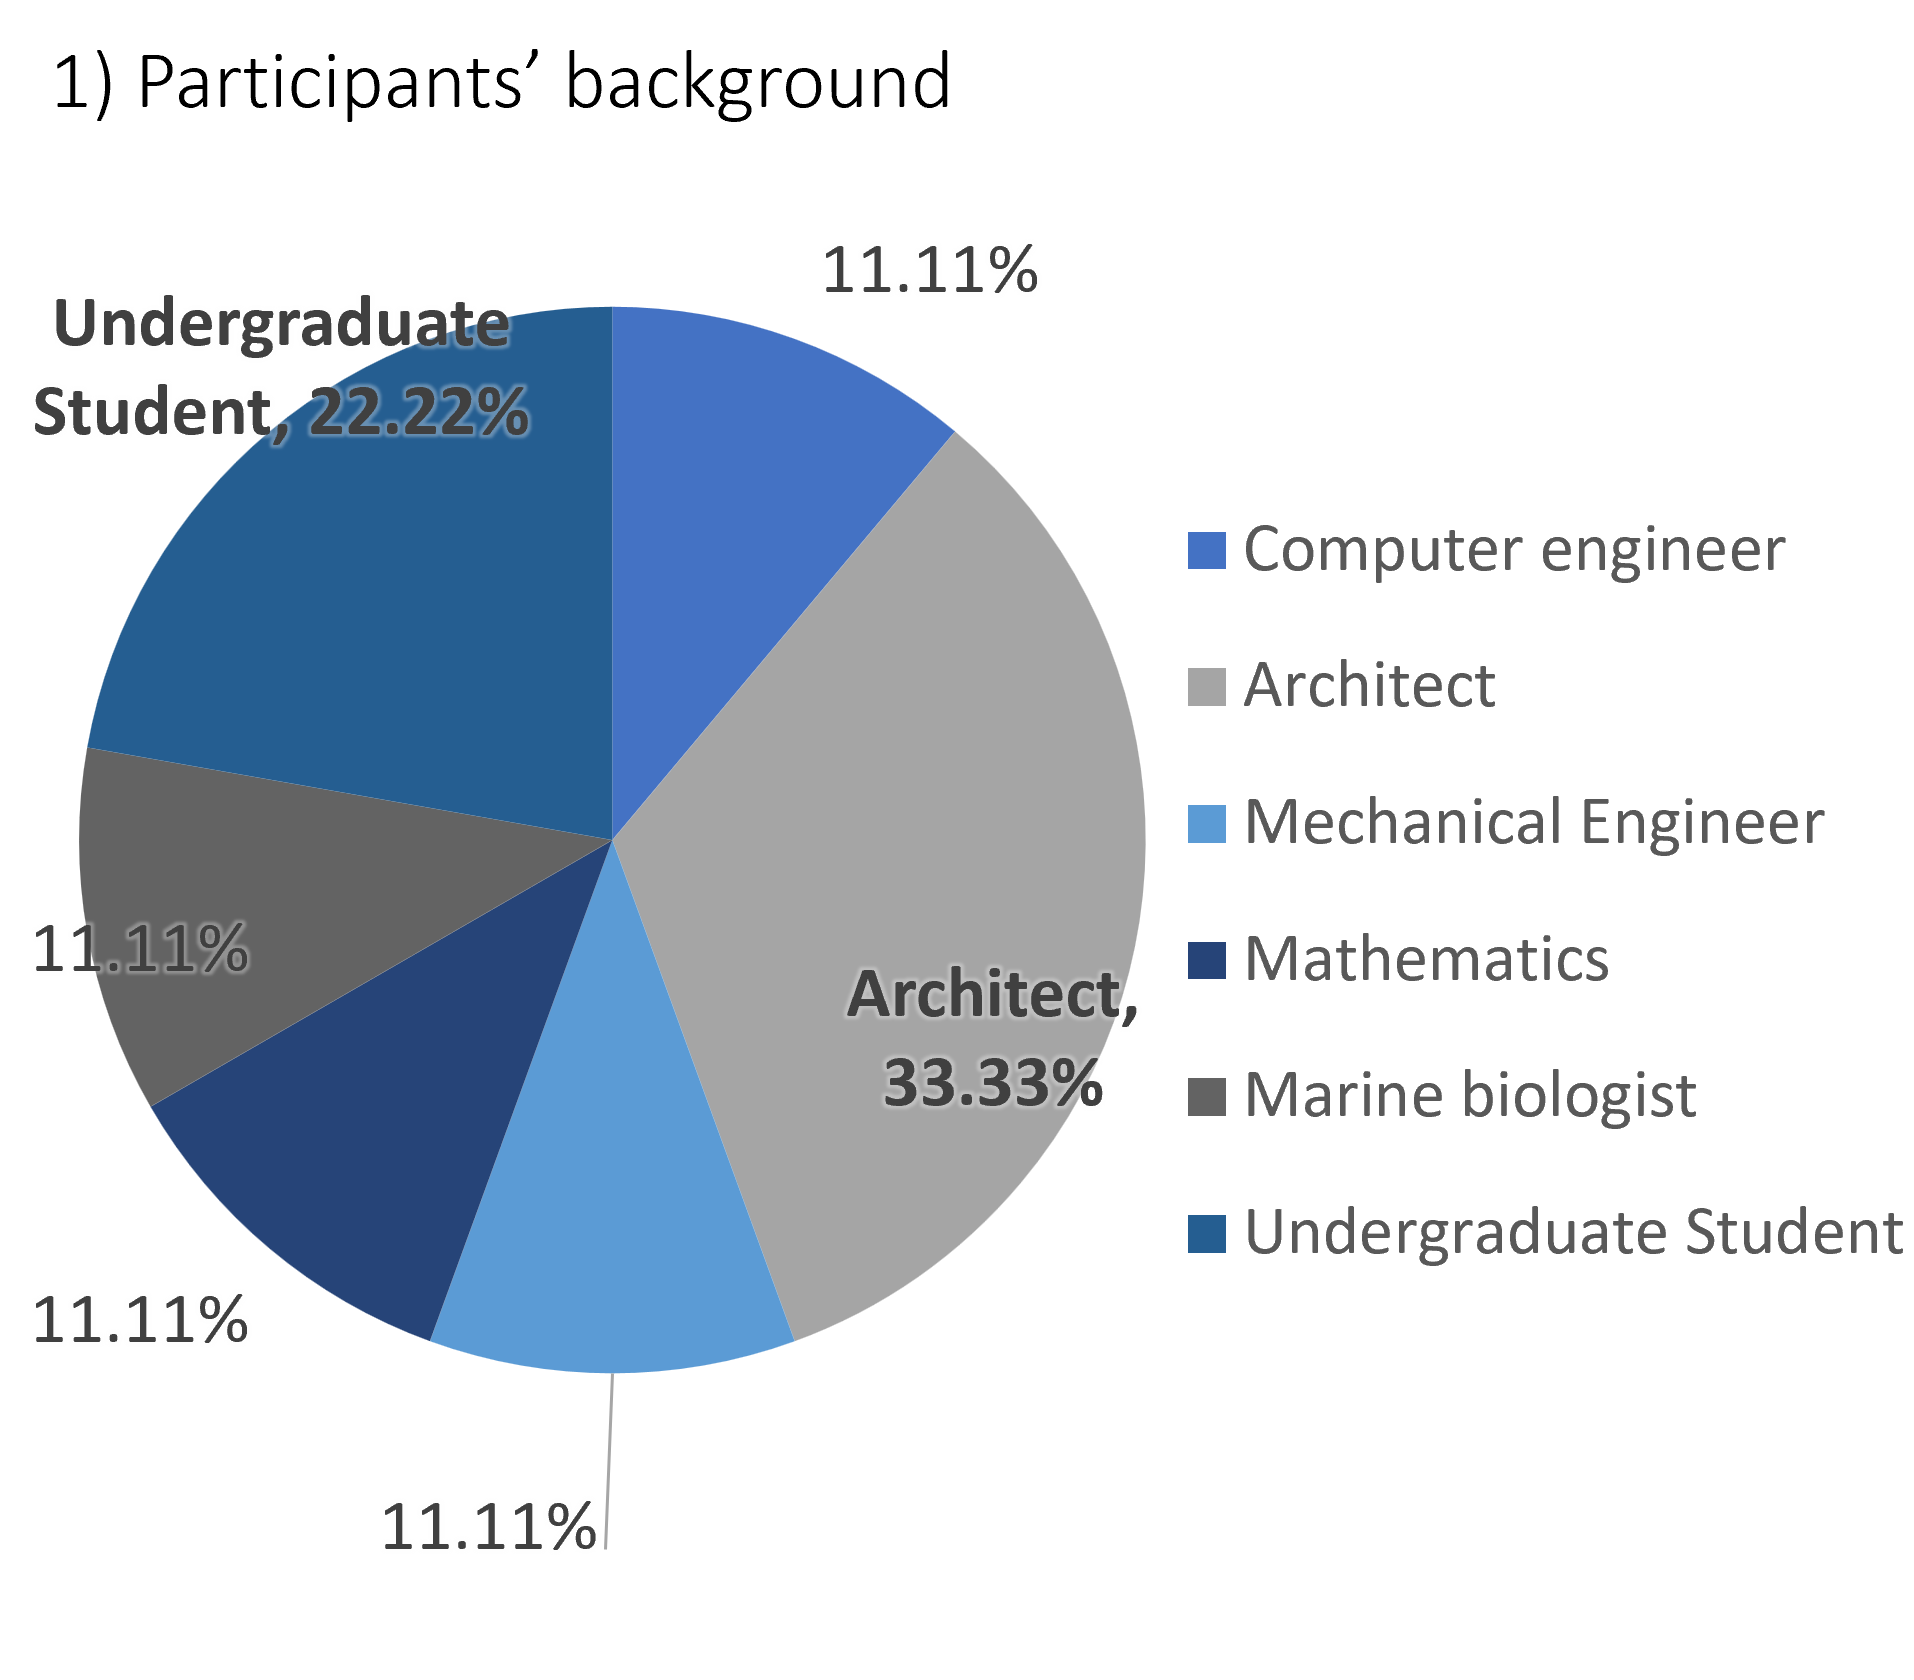 1) Participants’ background
11.11%
Undergraduate
Student, 22.22%
Computer engineer
Architect
Mechanical Engineer
Mathematics
11.11%
Architect,
33.33%
Marine biologist
Undergraduate Student
11.11%
11.11%